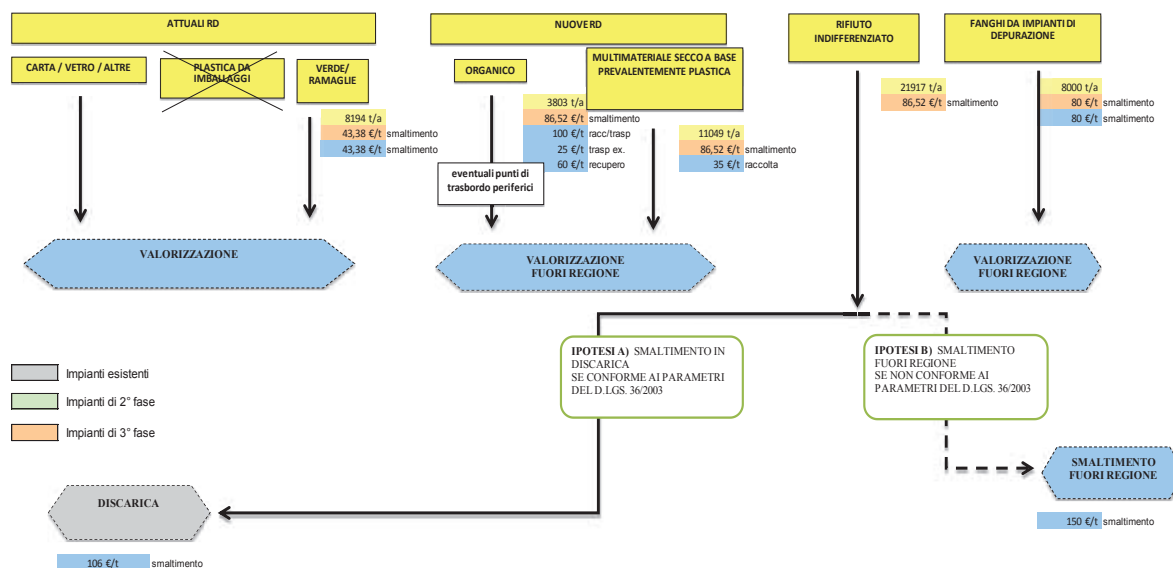 ATTUALI RD
NUOVE RD
RIFIUTO
INDIFFERENZIATO
FANGHI DA IMPIANTI DI
DEPURAZIONE
CARTA / VETRO / ALTRE
PLASTICA DA
IMBALLAGGI
VERDE/
RAMAGLIE
ORGANICO
MULTIMATERIALE SECCO A BASE
PREVALENTEMENTE PLASTICA
8194 t/a
43,38 €/t smaltimento
43,38 €/t smaltimento
3803 t/a
86,52 €/t smaltimento
100 €/t racc/trasp
25 €/t trasp ex.
60 €/t recupero
11049 t/a
86,52 €/t smaltimento
35 €/t raccolta
21917 t/a
86,52 €/t smaltimento
8000 t/a
80 €/t smaltimento
80 €/t smaltimento
eventuali punti di
trasbordo periferici
VALORIZZAZIONE
VALORIZZAZIONE
FUORI REGIONE
VALORIZZAZIONE
FUORI REGIONE
IPOTESI A) SMALTIMENTO IN
DISCARICA
SE CONFORME AI PARAMETRI
DEL D.LGS. 36/2003
IPOTESI B) SMALTIMENTO
FUORI REGIONE
SE NON CONFORME AI
PARAMETRI DEL D.LGS. 36/2003
Impianti esistenti
Impianti di 2° fase
Impianti di 3° fase
SMALTIMENTO
FUORI REGIONE
150 €/t smaltimento
DISCARICA
106 €/t smaltimento